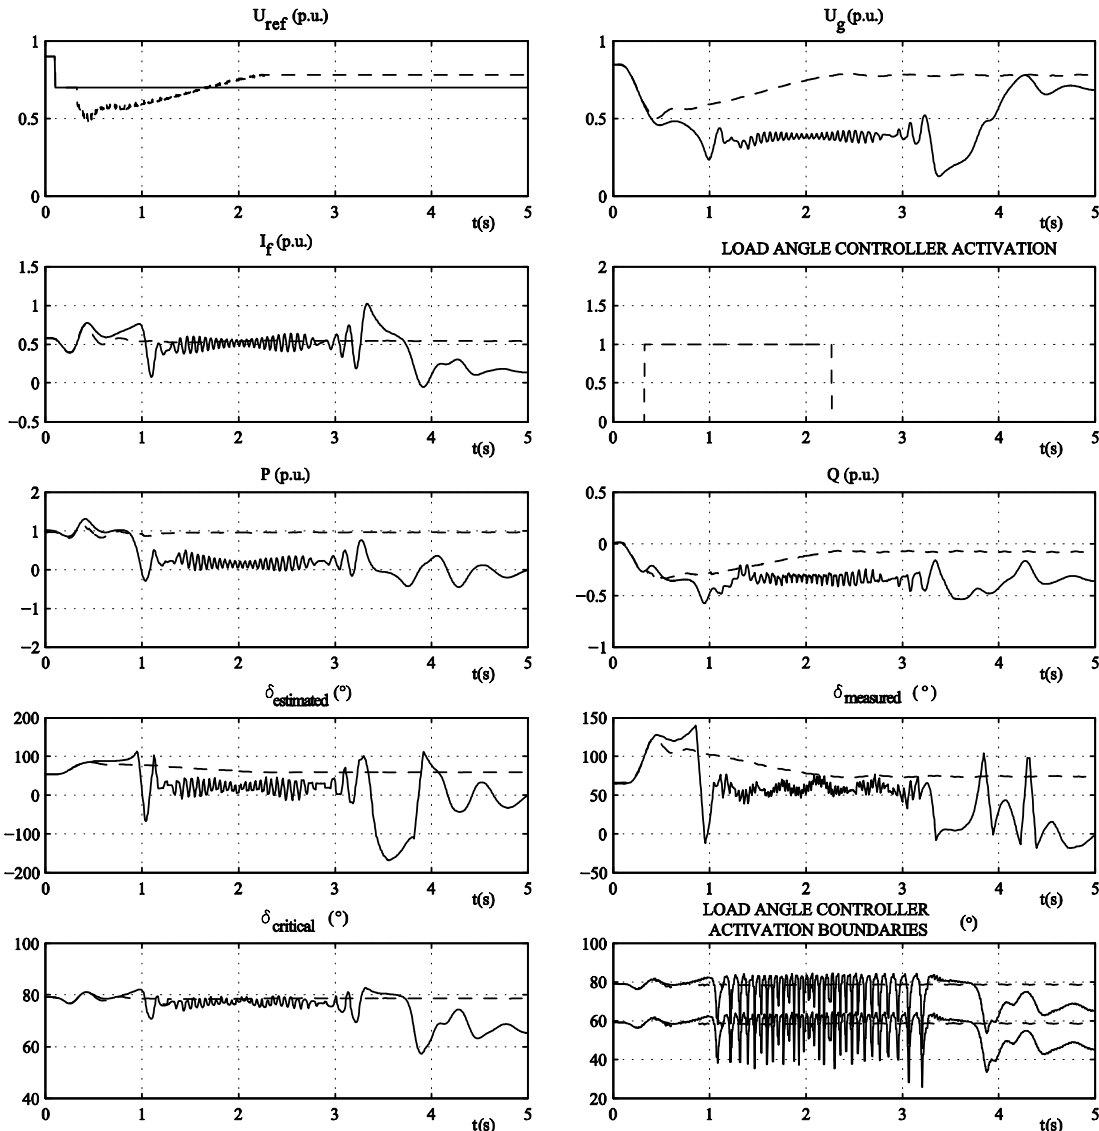 U_ref (p.u.)
1
0.5
0
0 1 2 3 4 5
t(s)
U_g (p.u.)
1
0.5
0
0 1 2 3 4 5
t(s)
I_f (p.u.)
1.5
1
0.5
0
−0.5
0 1 2 3 4 5
t(s)
LOAD ANGLE CONTROLLER ACTIVATION
2
1.5
1
0.5
0
0 1 2 3 4 5
t(s)
P (p.u.)
2
1
0
−1
−2
0 1 2 3 4 5
t(s)
Q (p.u.)
0.5
0
−0.5
−1
0 1 2 3 4 5
t(s)
δ_estimated (°)
200
100
0
−100
−200
0 1 2 3 4 5
t(s)
δ_measured (°)
150
100
50
0
−50
0 1 2 3 4 5
t(s)
δ_critical (°)
100
80
60
40
0 1 2 3 4 5
t(s)
LOAD ANGLE CONTROLLER
ACTIVATION BOUNDARIES (°)
100
80
60
40
20
0 1 2 3 4 5
t(s)